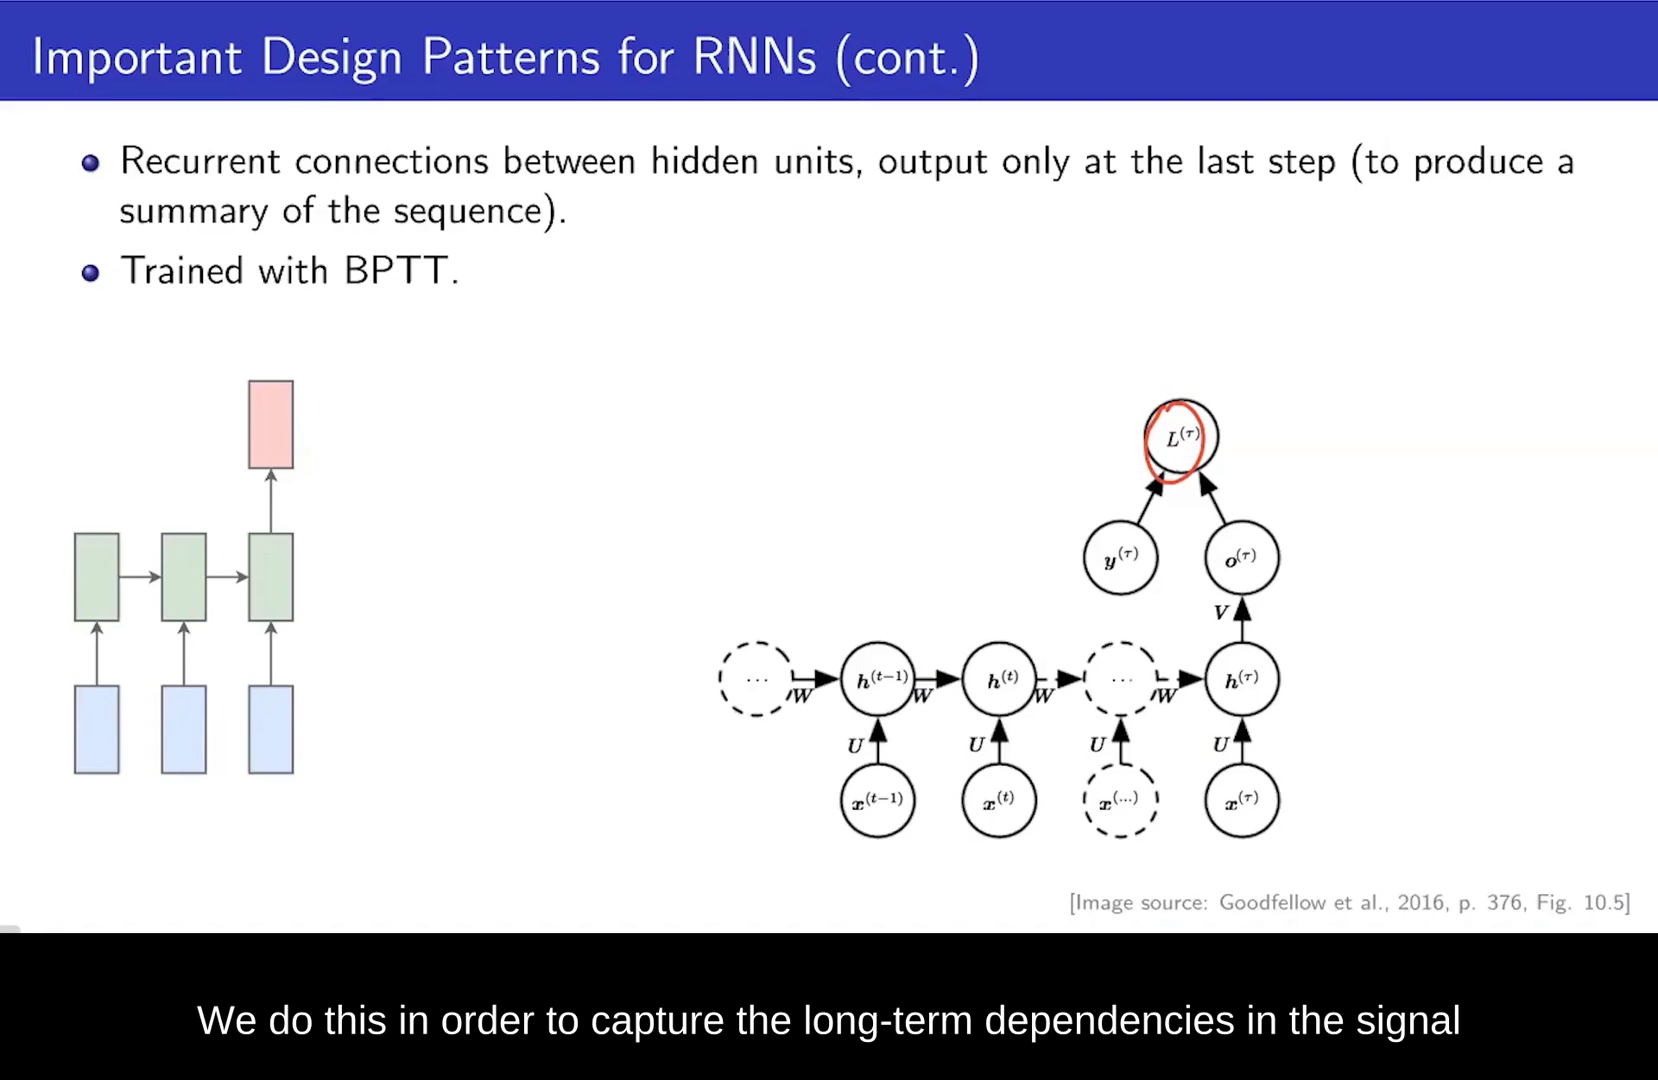 Important Design Patterns for RNNs (cont.)
Recurrent connections between hidden units, output only at the last step (to produce a
summary of the sequence).
Trained with BPTT.
L^(τ)
y^(τ) o^(τ)
V
... h^(t−1) h^(t) ... h^(τ)
W W W W
U U U U
x^(t−1) x^(t) x^(...) x^(τ)
[Image source: Goodfellow et al., 2016, p. 376, Fig. 10.5]
We do this in order to capture the long-term dependencies in the signal